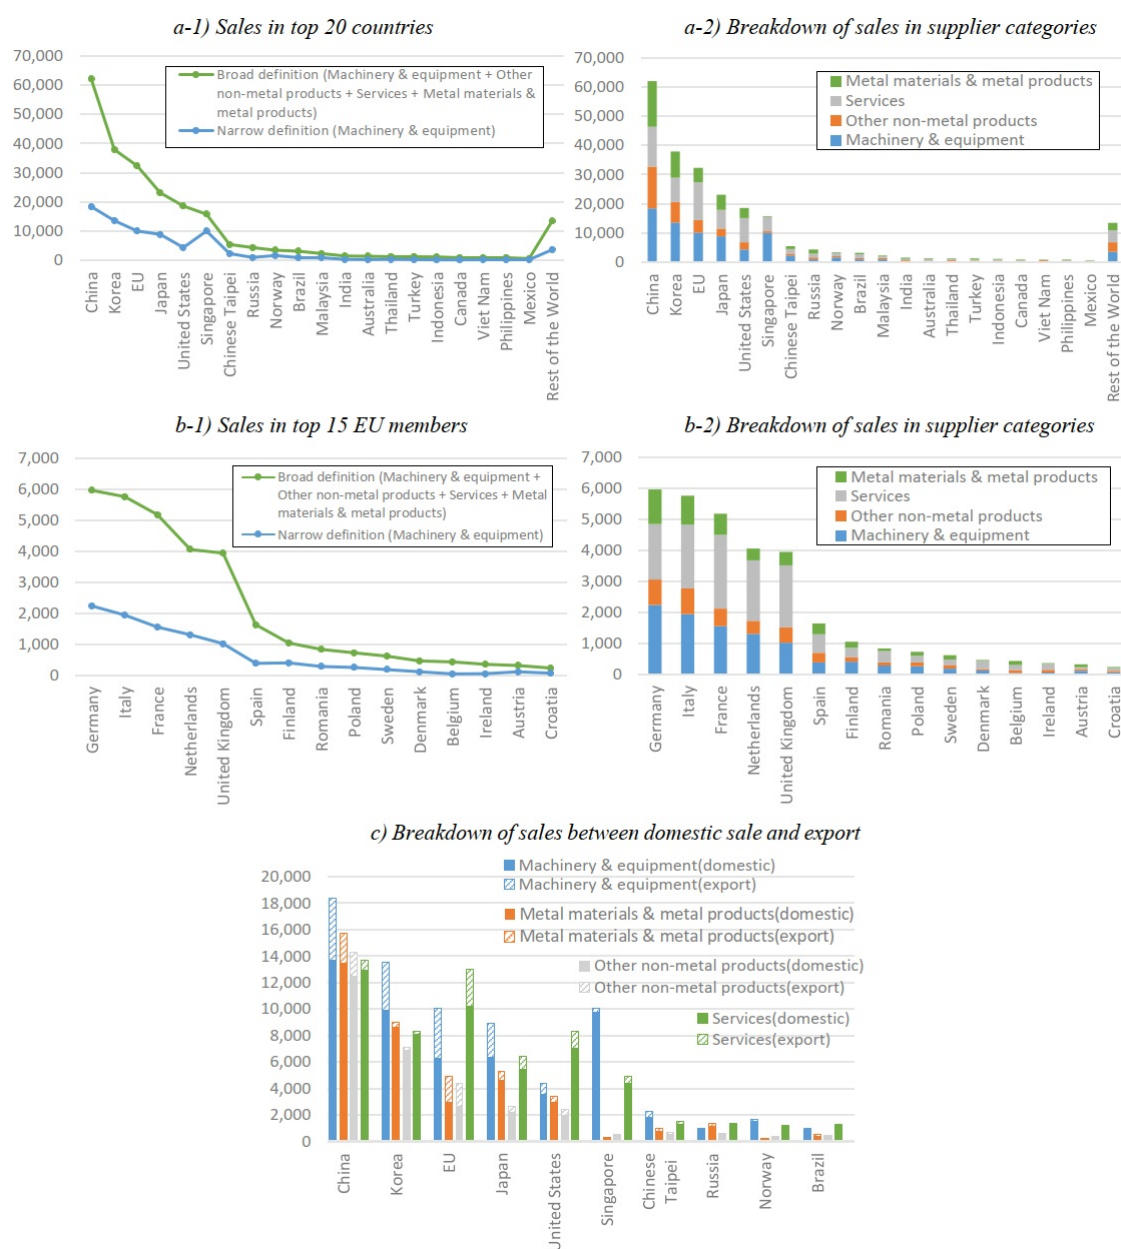 a-1) Sales in top 20 countries
70,000
60,000
50,000
40,000
30,000
20,000
10,000
0
Broad definition (Machinery & equipment + Other
non-metal products + Services + Metal materials &
metal products)
Narrow definition (Machinery & equipment)
China
Korea
EU
Japan
United States
Singapore
Chinese Taipei
Russia
Norway
Brazil
Malaysia
India
Australia
Thailand
Turkey
Indonesia
Canada
Viet Nam
Philippines
Mexico
Rest of the World
a-2) Breakdown of sales in supplier categories
70,000
60,000
50,000
40,000
30,000
20,000
10,000
0
Metal materials & metal products
Services
Other non-metal products
Machinery & equipment
China
Korea
EU
Japan
United States
Singapore
Chinese Taipei
Russia
Norway
Brazil
Malaysia
India
Australia
Thailand
Turkey
Indonesia
Canada
Viet Nam
Philippines
Mexico
Rest of the World
b-1) Sales in top 15 EU members
7,000
6,000
5,000
4,000
3,000
2,000
1,000
0
Broad definition (Machinery & equipment +
Other non-metal products + Services + Metal
materials & metal products)
Narrow definition (Machinery & equipment)
Germany
Italy
France
Netherlands
United Kingdom
Spain
Finland
Romania
Poland
Sweden
Denmark
Belgium
Ireland
Austria
Croatia
b-2) Breakdown of sales in supplier categories
7,000
6,000
5,000
4,000
3,000
2,000
1,000
0
Metal materials & metal products
Services
Other non-metal products
Machinery & equipment
Germany
Italy
France
Netherlands
United Kingdom
Spain
Finland
Romania
Poland
Sweden
Denmark
Belgium
Ireland
Austria
Croatia
c) Breakdown of sales between domestic sale and export
20,000
18,000
16,000
14,000
12,000
10,000
8,000
6,000
4,000
2,000
0
Machinery & equipment(domestic)
Machinery & equipment(export)
Metal materials & metal products(domestic)
Metal materials & metal products(export)
Other non-metal products(domestic)
Other non-metal products(export)
Services(domestic)
Services(export)
China
Korea
EU
Japan
United States
Singapore
Chinese
Taipei
Russia
Norway
Brazil